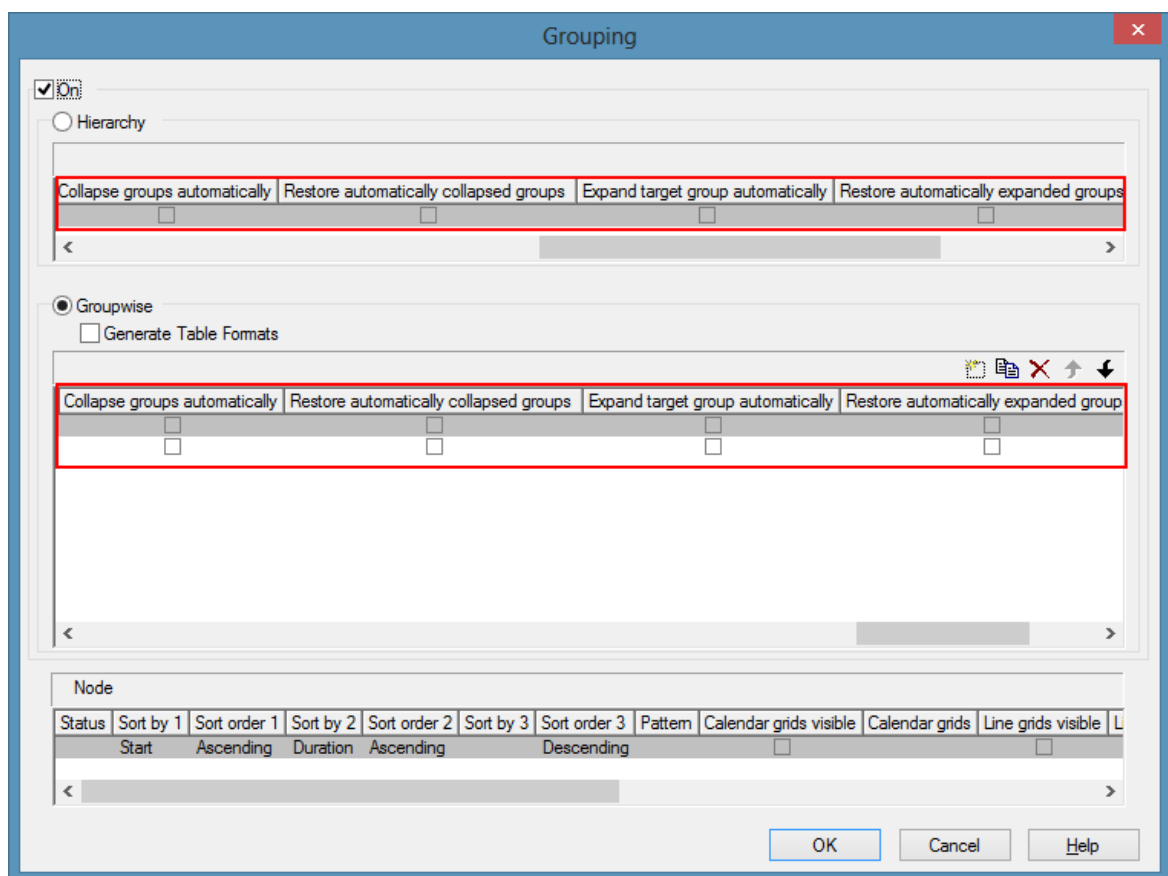 Grouping
On
Hierarchy
Collapse groups automatically Restore automatically collapsed groups Expand target group automatically Restore automatically expanded groups
Groupwise
Generate Table Formats
Collapse groups automatically Restore automatically collapsed groups Expand target group automatically Restore automatically expanded group
Node
Status Sort by 1 Sort order 1 Sort by 2 Sort order 2 Sort by 3 Sort order 3 Pattern Calendar grids visible Calendar grids Line grids visible Li
Start Ascending Duration Ascending Descending
OK Cancel Help